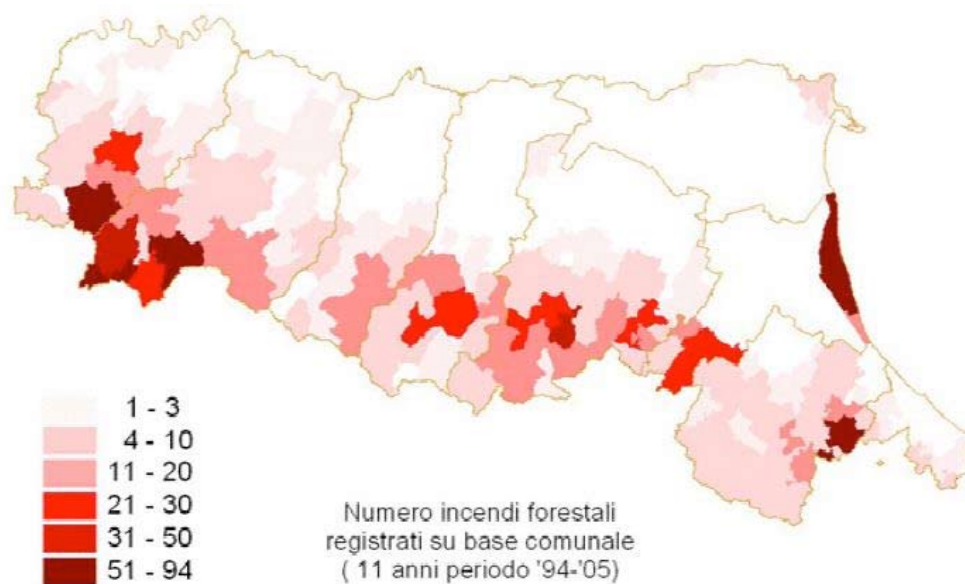 1 - 3
4 - 10
11 - 20
21 - 30
31 - 50
51 - 94
Numero incendi forestali
registrati su base comunale
( 11 anni periodo '94-'05)